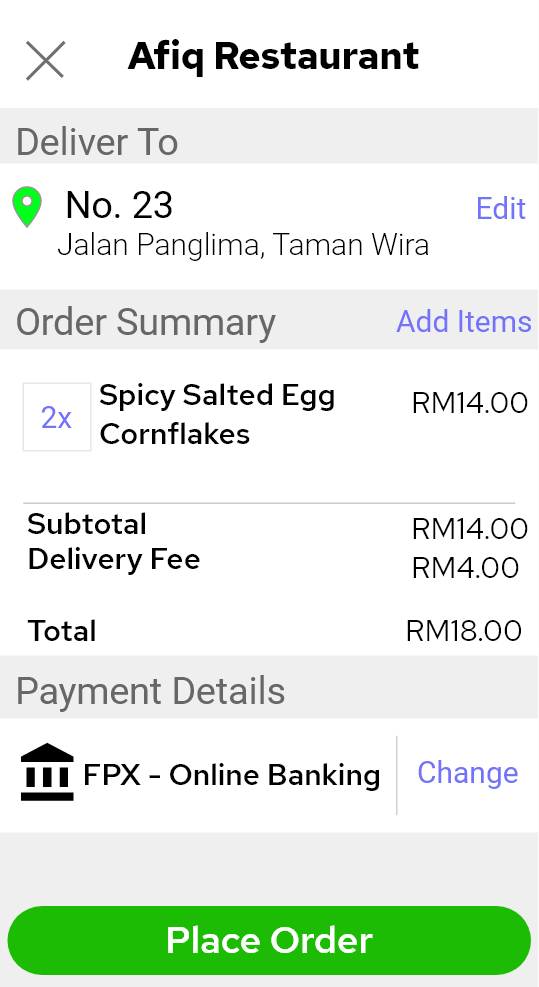 Afiq Restaurant
Deliver To
No. 23
Edit
Jalan Panglima, Taman Wira
Order Summary
Add Items
2x
Spicy Salted Egg
Cornflakes
RM14.00
Subtotal
RM14.00
Delivery Fee
RM4.00
Total
RM18.00
Payment Details
FPX - Online Banking
Change
Place Order